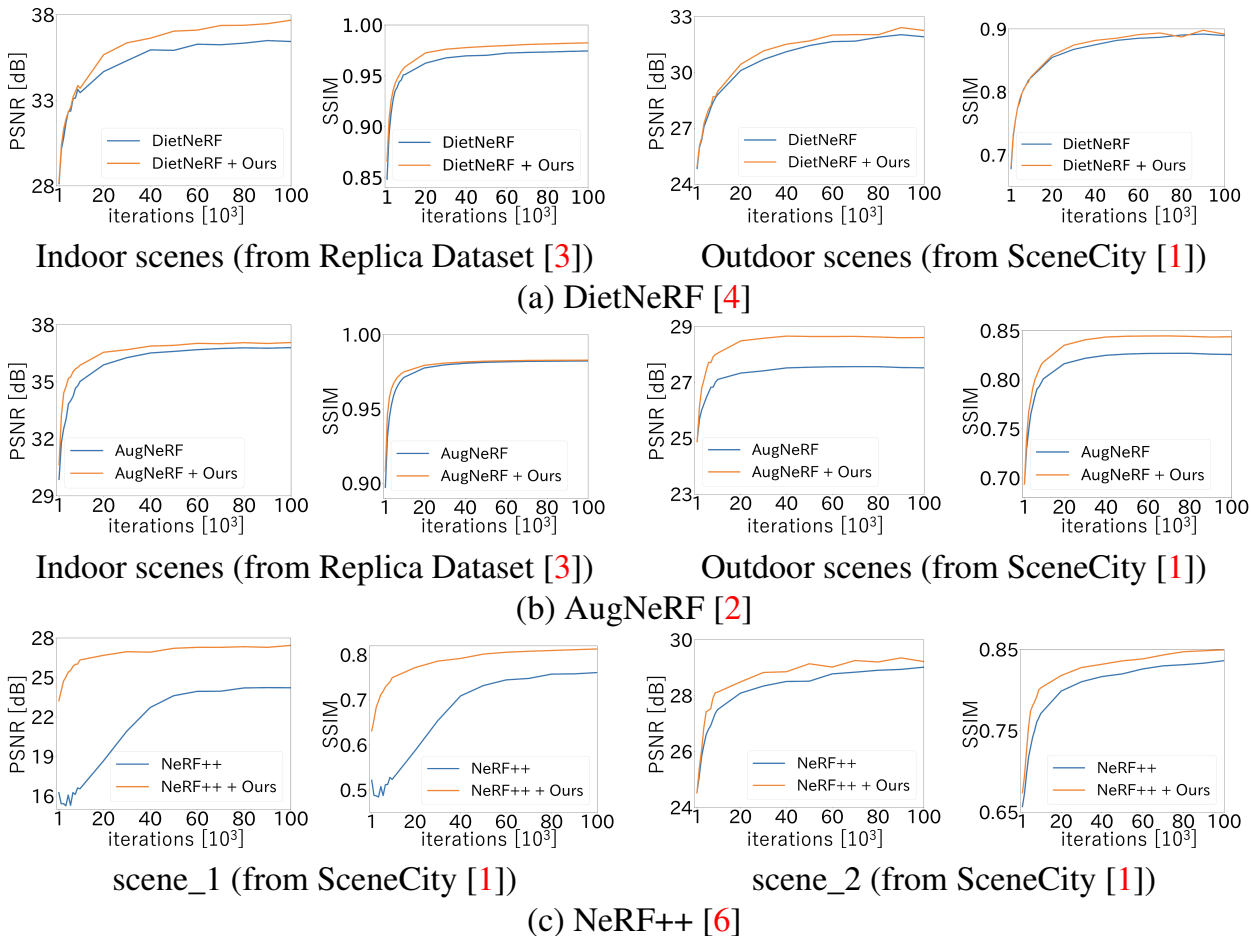 38
33
28
PSNR [dB]
DietNeRF
DietNeRF + Ours
1 20 40 60 80 100
iterations [10³]
1.00
0.95
0.90
0.85
SSIM
DietNeRF
DietNeRF + Ours
1 20 40 60 80 100
iterations [10³]
33
30
27
24
PSNR [dB]
DietNeRF
DietNeRF + Ours
1 20 40 60 80 100
iterations [10³]
0.9
0.8
0.7
SSIM
DietNeRF
DietNeRF + Ours
1 20 40 60 80 100
iterations [10³]
Indoor scenes (from Replica Dataset [3])
Outdoor scenes (from SceneCity [1])
(a) DietNeRF [4]
38
35
32
29
PSNR [dB]
AugNeRF
AugNeRF + Ours
1 20 40 60 80 100
iterations [10³]
1.00
0.95
0.90
SSIM
AugNeRF
AugNeRF + Ours
1 20 40 60 80 100
iterations [10³]
29
27
25
23
PSNR [dB]
AugNeRF
AugNeRF + Ours
1 20 40 60 80 100
iterations [10³]
0.85
0.80
0.75
0.70
SSIM
AugNeRF
AugNeRF + Ours
1 20 40 60 80 100
iterations [10³]
Indoor scenes (from Replica Dataset [3])
Outdoor scenes (from SceneCity [1])
(b) AugNeRF [2]
28
25
22
19
16
PSNR [dB]
NeRF++
NeRF++ + Ours
1 20 40 60 80 100
iterations [10³]
0.8
0.7
0.6
0.5
SSIM
NeRF++
NeRF++ + Ours
1 20 40 60 80 100
iterations [10³]
30
28
26
24
PSNR [dB]
NeRF++
NeRF++ + Ours
1 20 40 60 80 100
iterations [10³]
0.85
0.75
0.65
SSIM
NeRF++
NeRF++ + Ours
1 20 40 60 80 100
iterations [10³]
scene_1 (from SceneCity [1])
scene_2 (from SceneCity [1])
(c) NeRF++ [6]